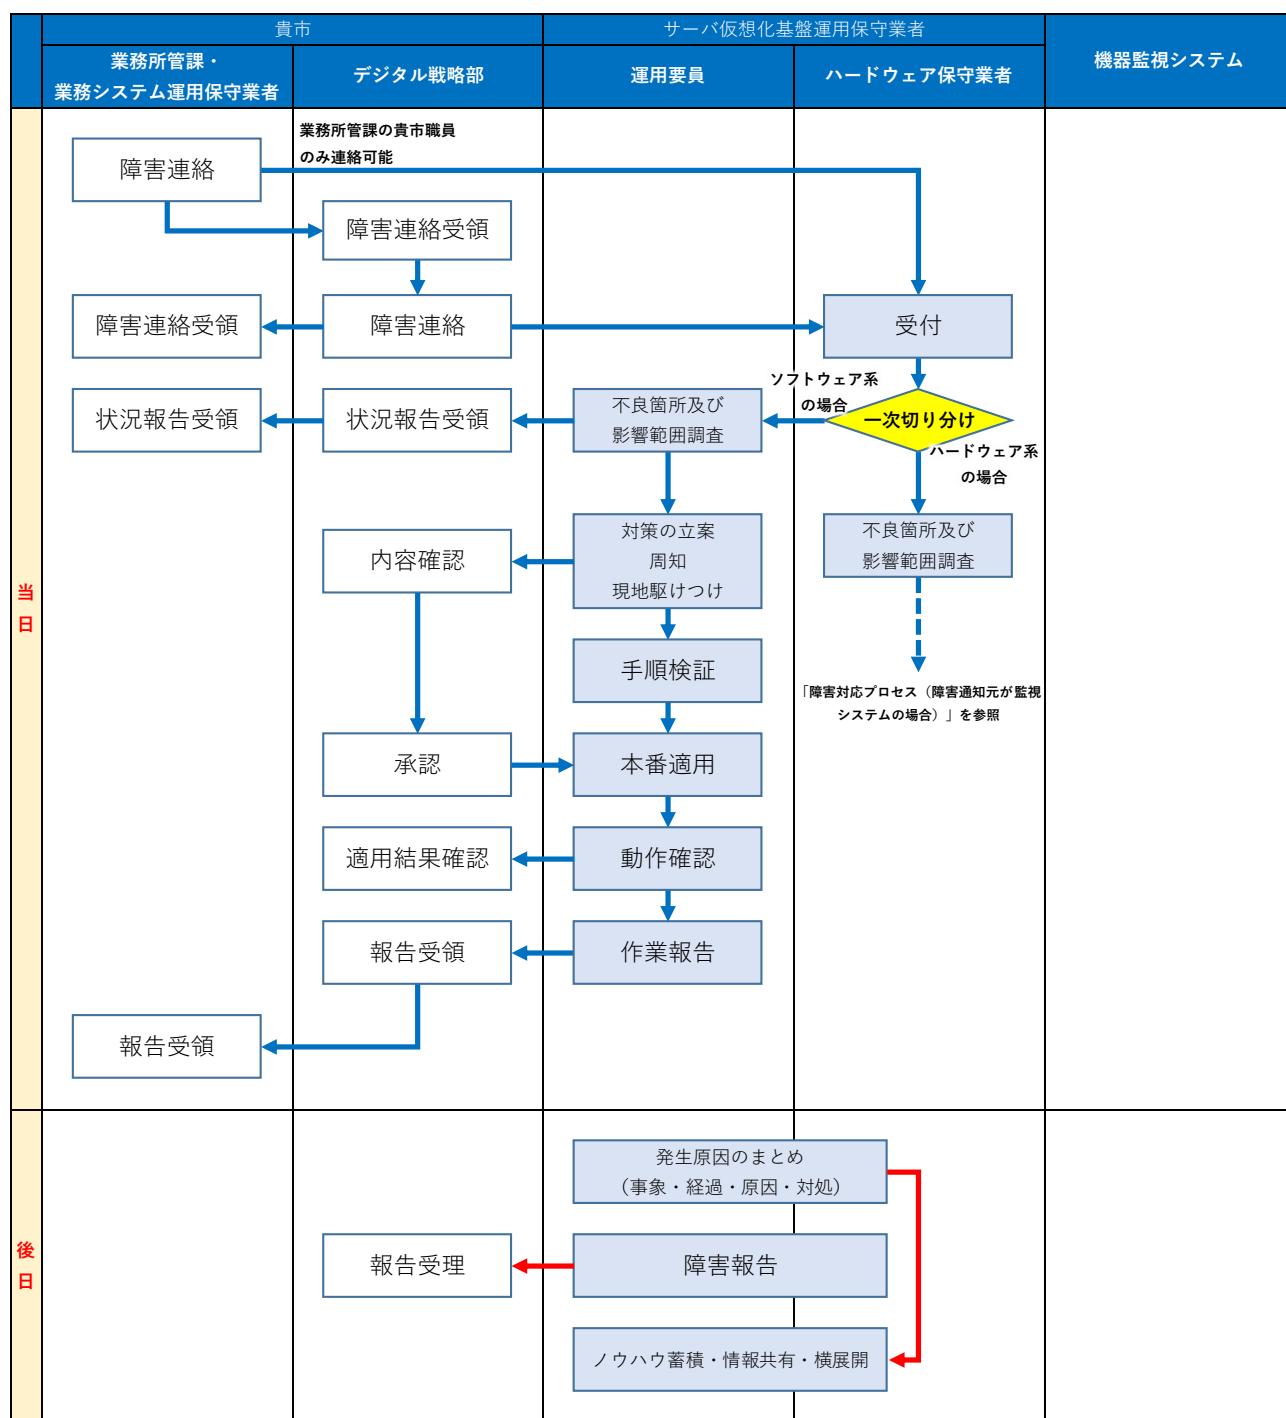 貴市
サーバ仮想化基盤運用保守業者
機器監視システム
業務所管課・
業務システム運用保守業者
デジタル戦略部
運用要員
ハードウェア保守業者
当
日
業務所管課の貴市職員
のみ連絡可能
障害連絡
障害連絡受領
障害連絡受領
障害連絡
受付
ソフトウェア系
の場合
状況報告受領
状況報告受領
不良箇所及び
影響範囲調査
一次切り分け
ハードウェア系
の場合
内容確認
対策の立案
周知
現地駆けつけ
不良箇所及び
影響範囲調査
手順検証
「障害対応プロセス（障害通知元が監視
システムの場合）」を参照
承認
本番適用
適用結果確認
動作確認
報告受領
作業報告
報告受領
後
日
発生原因のまとめ
（事象・経過・原因・対処）
報告受理
障害報告
ノウハウ蓄積・情報共有・横展開